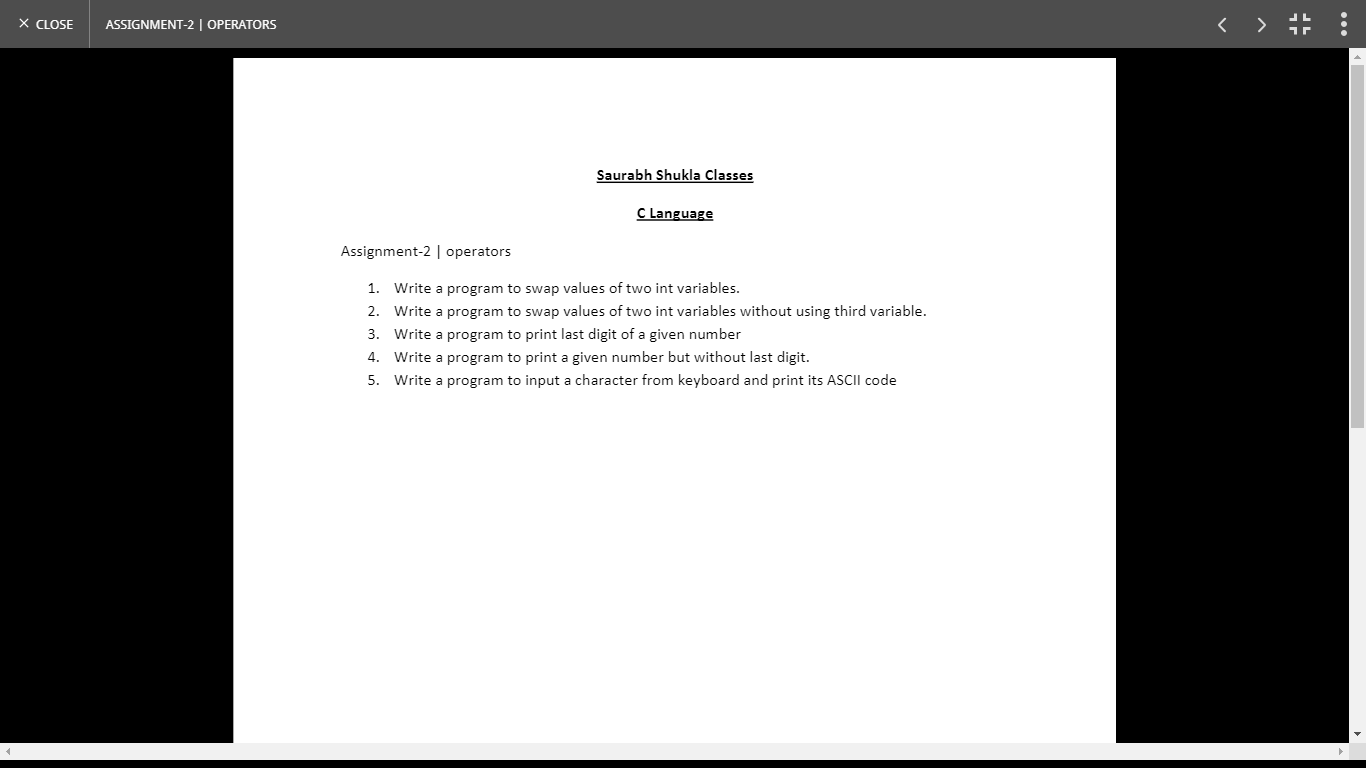 × CLOSE
ASSIGNMENT-2 | OPERATORS
Saurabh Shukla Classes
C Language
Assignment-2 | operators
1. Write a program to swap values of two int variables.
2. Write a program to swap values of two int variables without using third variable.
3. Write a program to print last digit of a given number
4. Write a program to print a given number but without last digit.
5. Write a program to input a character from keyboard and print its ASCII code